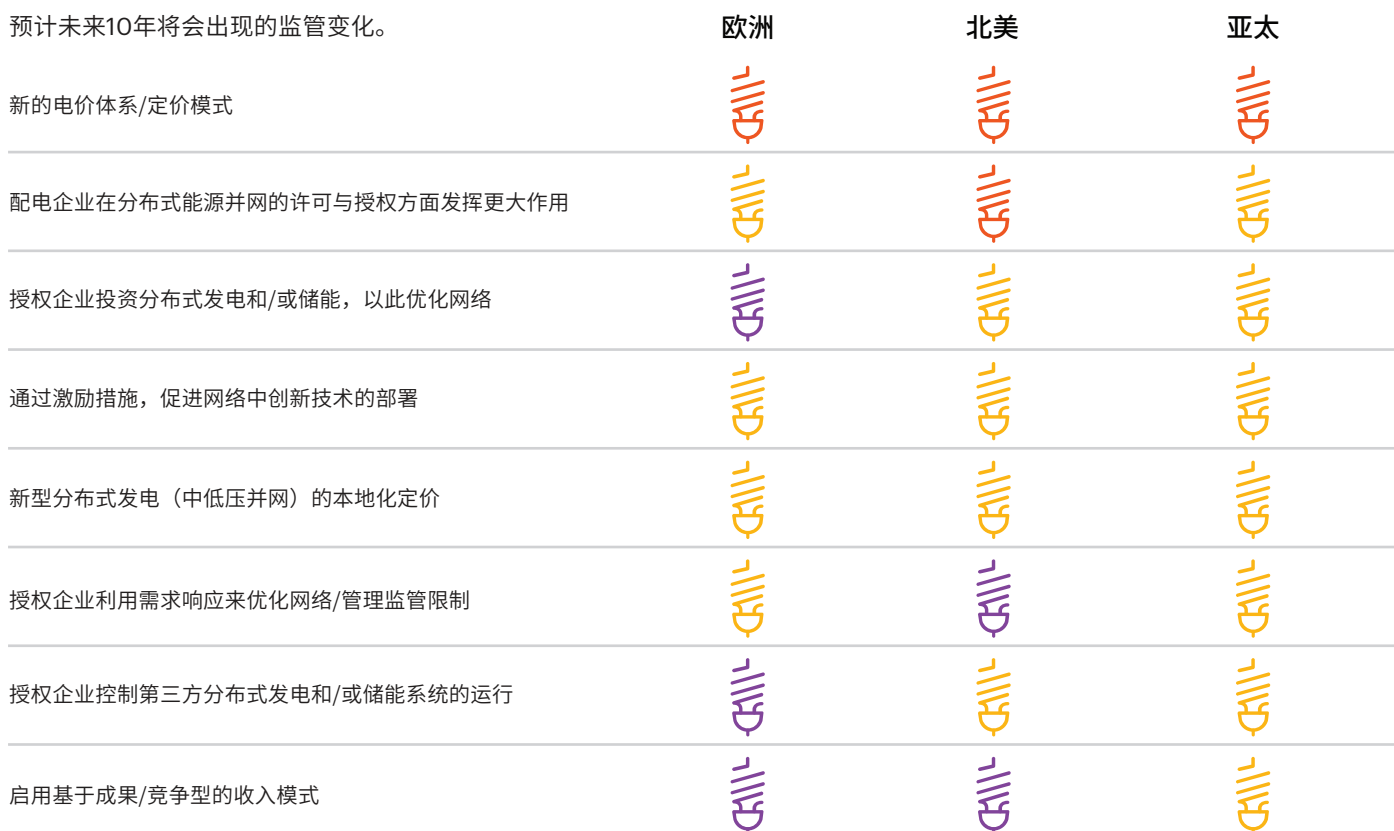 预计未来10年将会出现的监管变化。 欧洲 北美 亚太
新的电价体系/定价模式
配电企业在分布式能源并网的许可与授权方面发挥更大作用
授权企业投资分布式发电和/或储能，以此优化网络
通过激励措施，促进网络中创新技术的部署
新型分布式发电（中低压并网）的本地化定价
授权企业利用需求响应来优化网络/管理监管限制
授权企业控制第三方分布式发电和/或储能系统的运行
启用基于成果/竞争型的收入模式